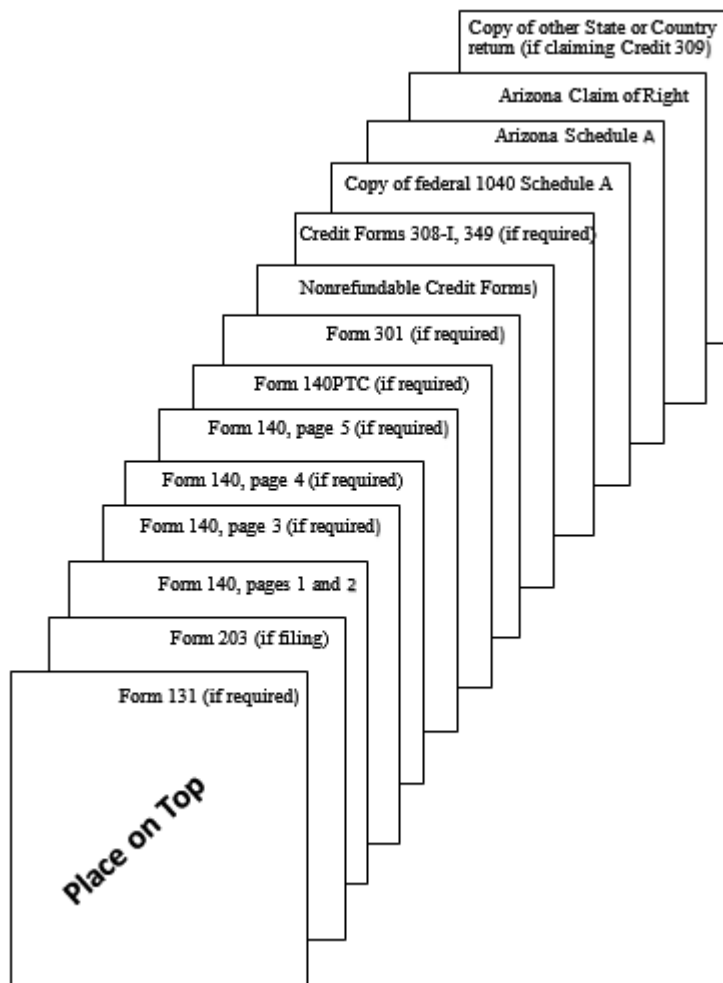 Copy of other State or Country
return (if claiming Credit 309)
Arizona Claim of Right
Arizona Schedule A
Copy of federal 1040 Schedule A
Credit Forms 308-I, 349 (if required)
Nonrefundable Credit Forms)
Form 301 (if required)
Form 140PTC (if required)
Form 140, page 5 (if required)
Form 140, page 4 (if required)
Form 140, page 3 (if required)
Form 140, pages 1 and 2
Form 203 (if filing)
Form 131 (if required)
Place on Top